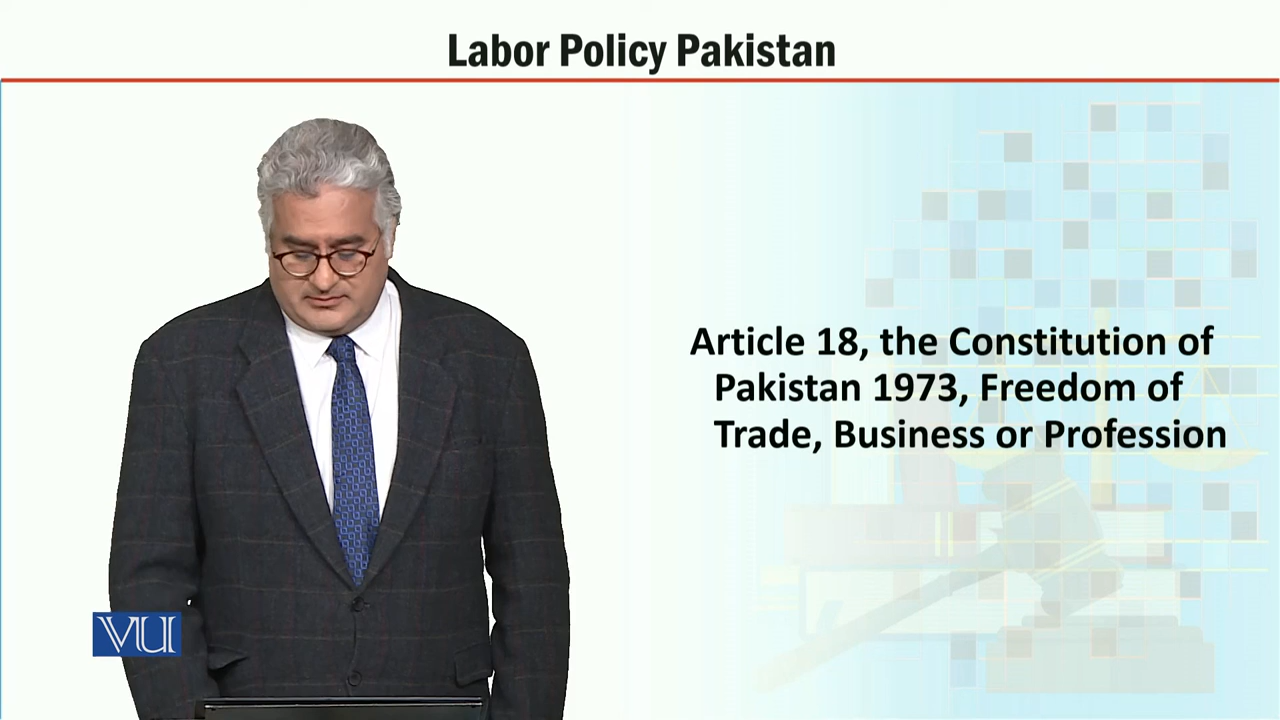 Labor Policy Pakistan
Article 18, the Constitution of
Pakistan 1973, Freedom of
Trade, Business or Profession
VU